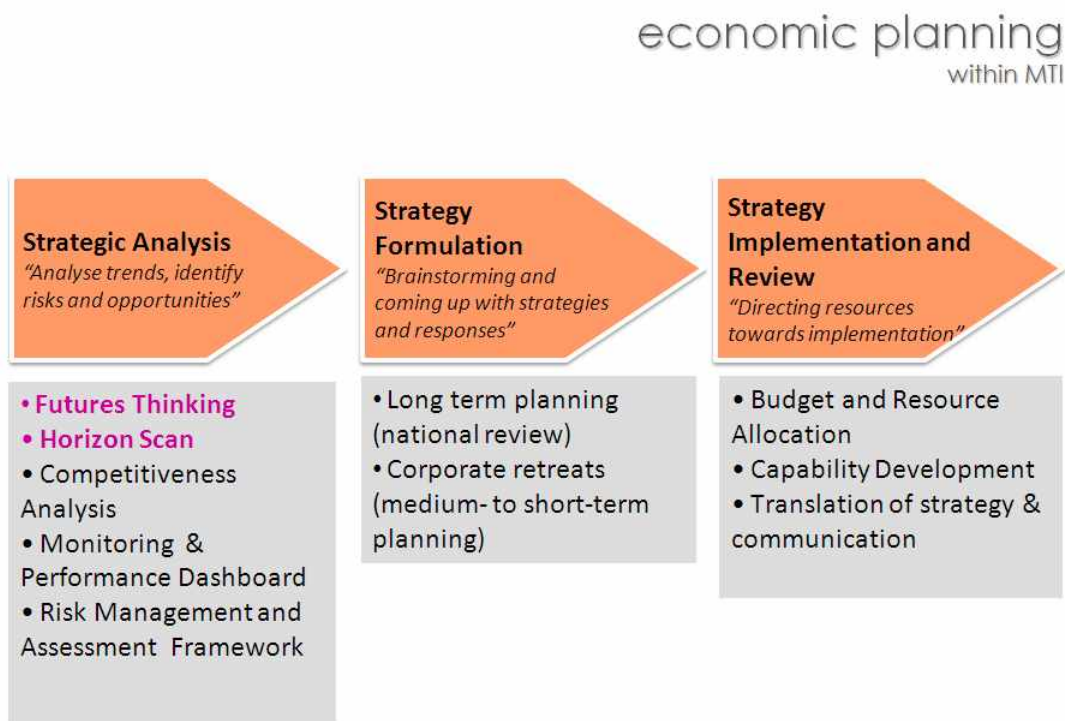 economic planning
within MTI
Strategic Analysis
“Analyse trends, identify
risks and opportunities”
• Futures Thinking
• Horizon Scan
• Competitiveness
Analysis
• Monitoring &
Performance Dashboard
• Risk Management and
Assessment Framework
Strategy
Formulation
“Brainstorming and
coming up with strategies
and responses”
• Long term planning
(national review)
• Corporate retreats
(medium- to short-term
planning)
Strategy
Implementation and
Review
“Directing resources
towards implementation”
• Budget and Resource
Allocation
• Capability Development
• Translation of strategy &
communication